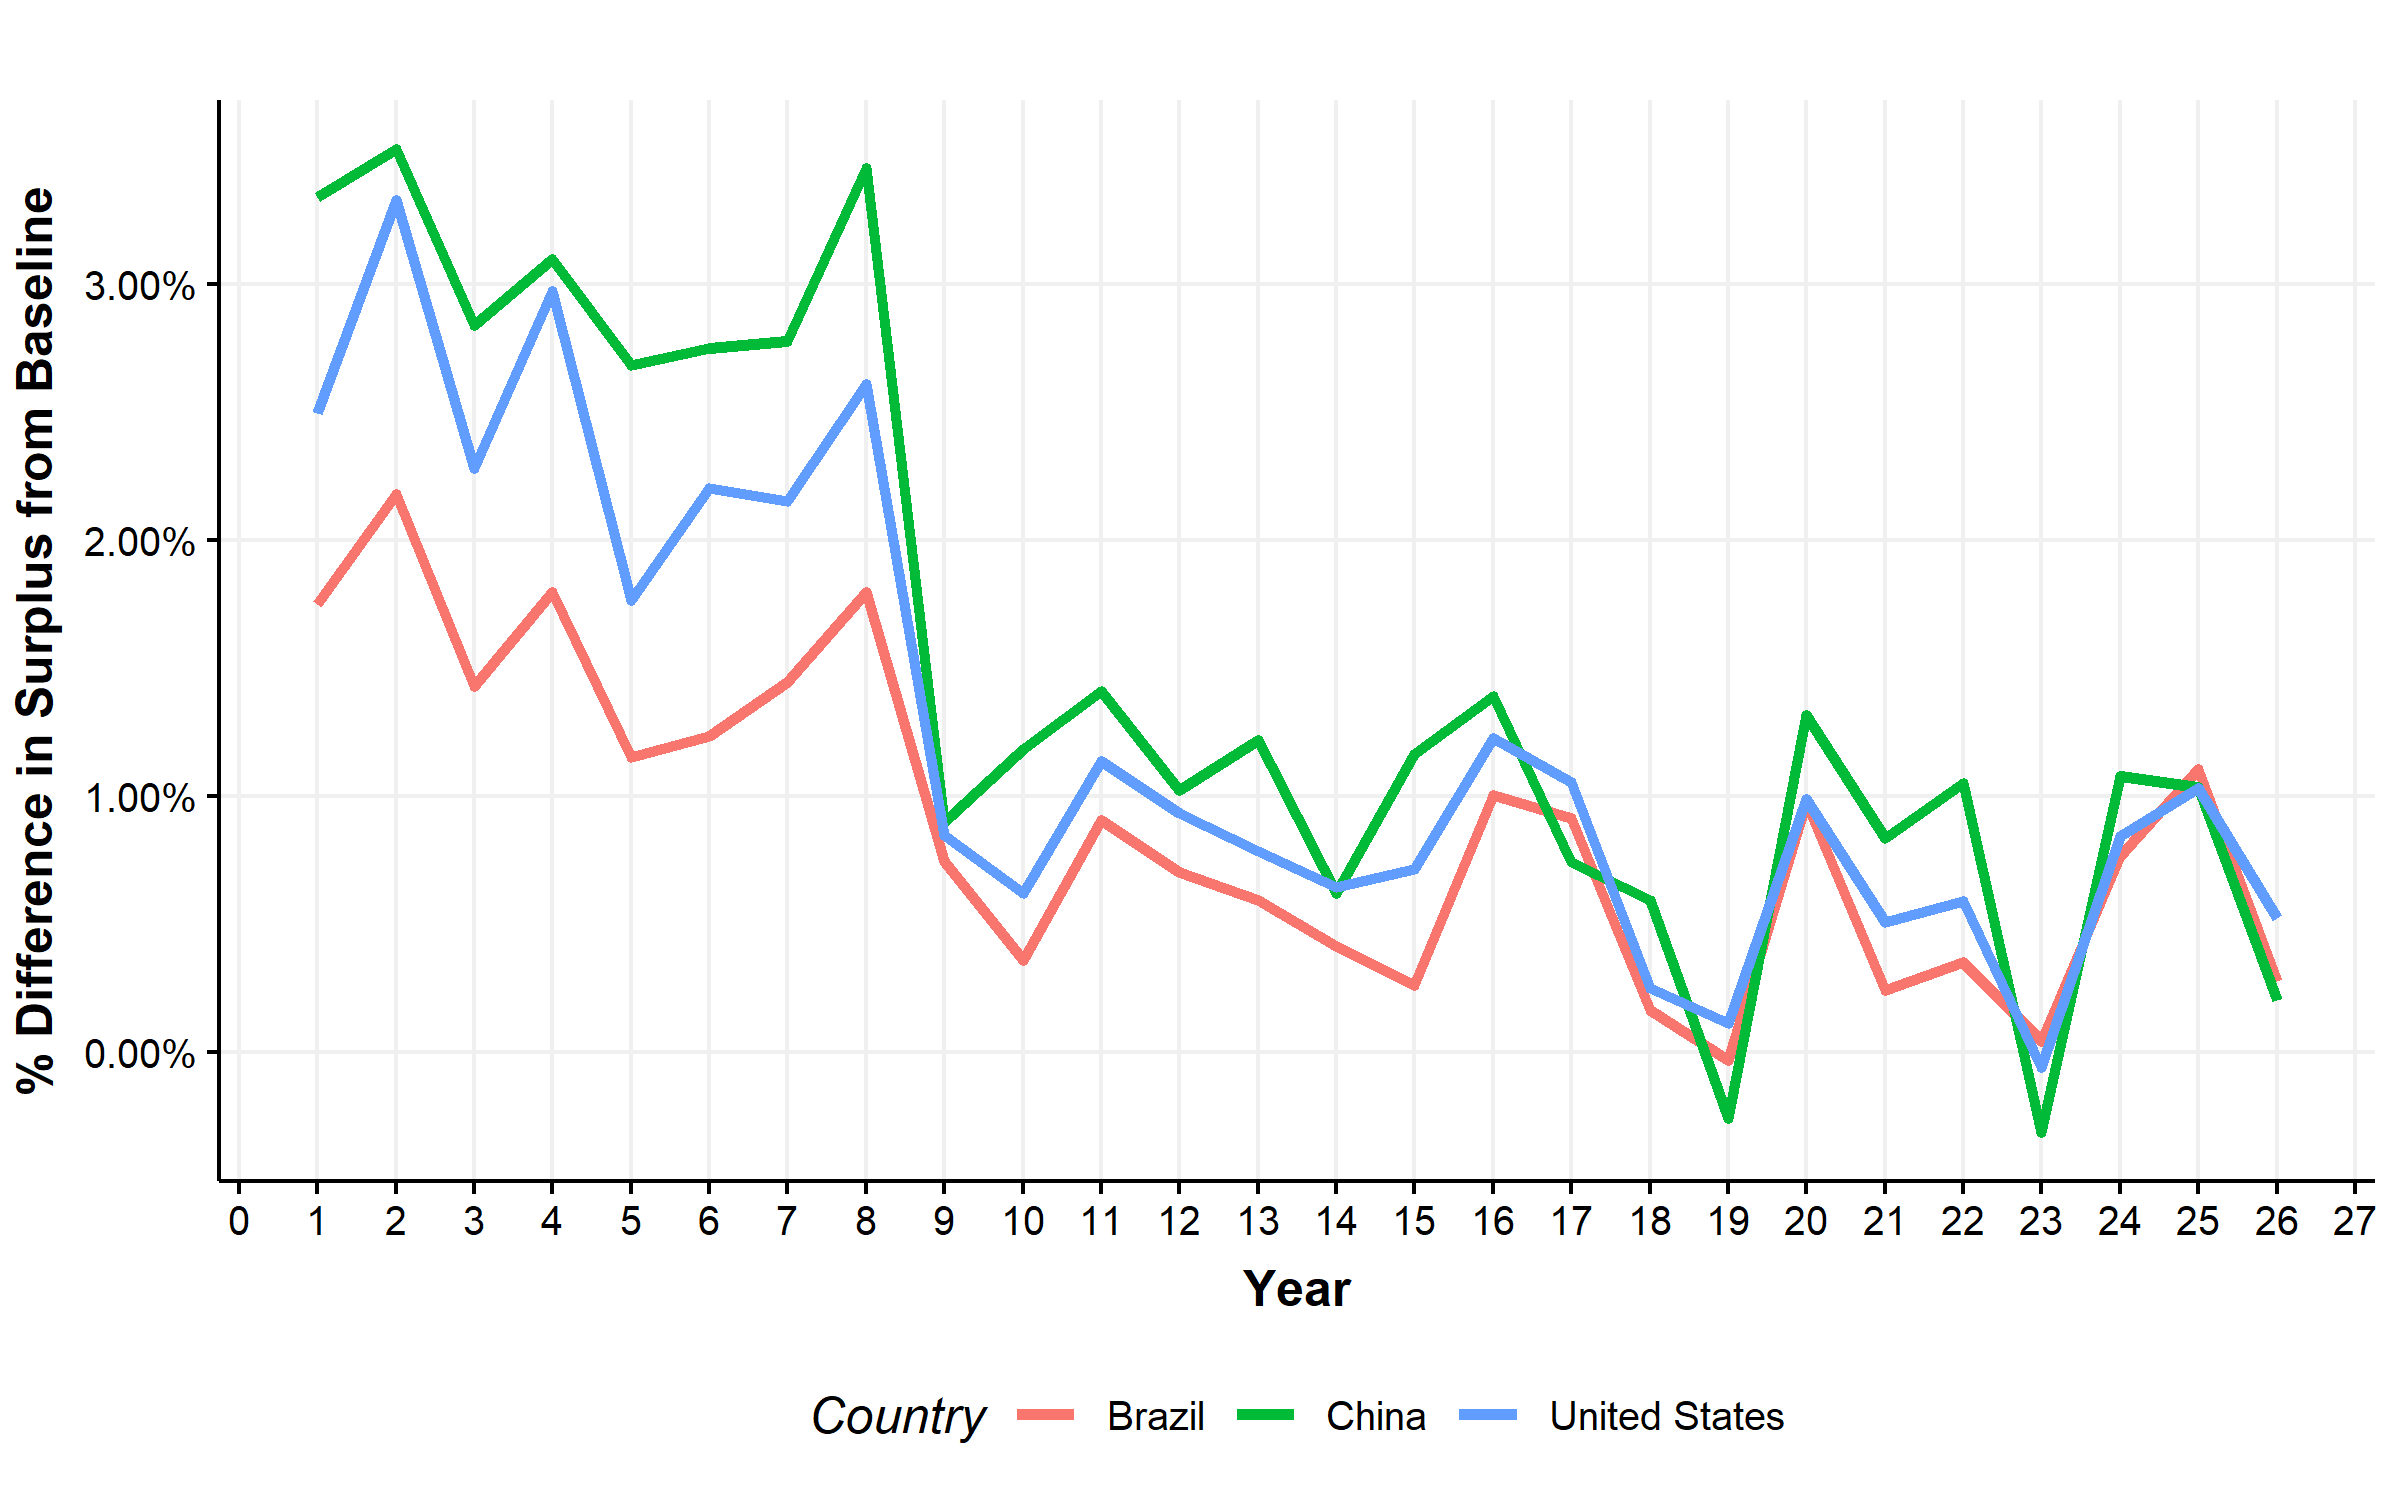 % Difference in Surplus from Baseline
3.00%
2.00%
1.00%
0.00%
0 1 2 3 4 5 6 7 8 9 10 11 12 13 14 15 16 17 18 19 20 21 22 23 24 25 26 27
Year
Country Brazil China United States